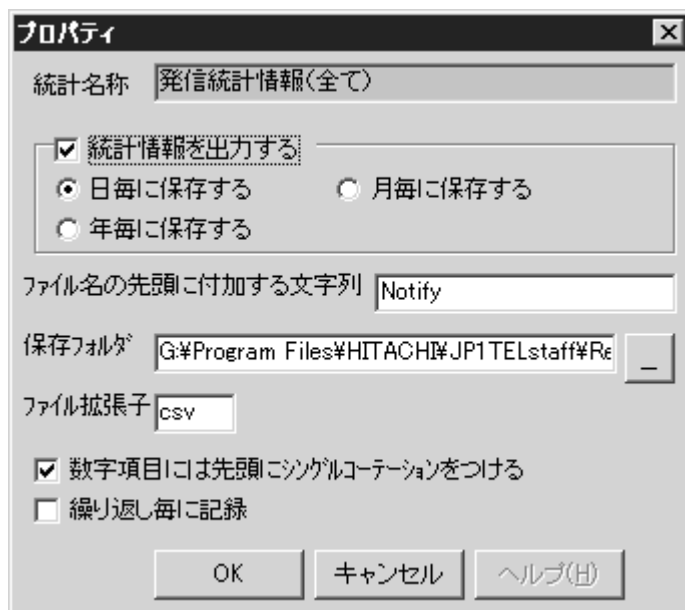 プロパティ
統計名称 発信統計情報(全て)
統計情報を出力する
日毎に保存する 月毎に保存する
年毎に保存する
ファイル名の先頭に付加する文字列 Notify
保存フォルダ G:¥Program Files¥HITACHI¥JP1TELstaff¥Re _
ファイル拡張子 csv
数字項目には先頭にシングルコーテーションをつける
繰り返し毎に記録
OK キャンセル ヘルプ(H)